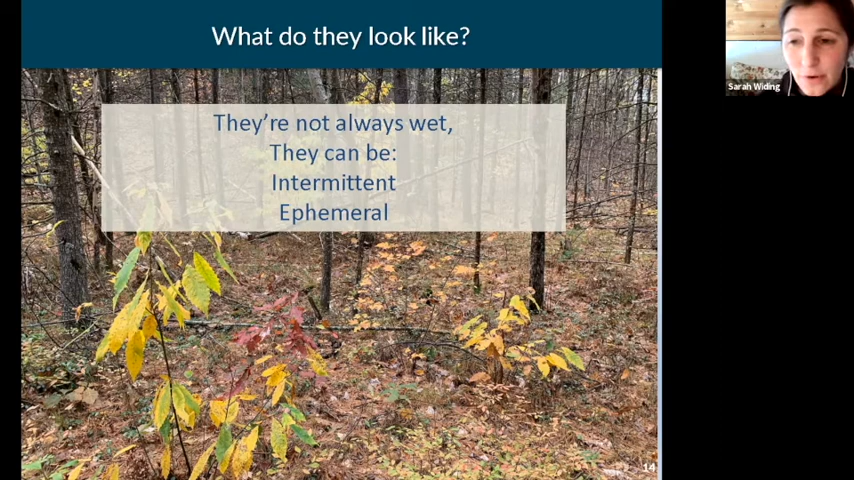 What do they look like?
Sarah Widing
They're not always wet,
They can be:
Intermittent
Ephemeral
14